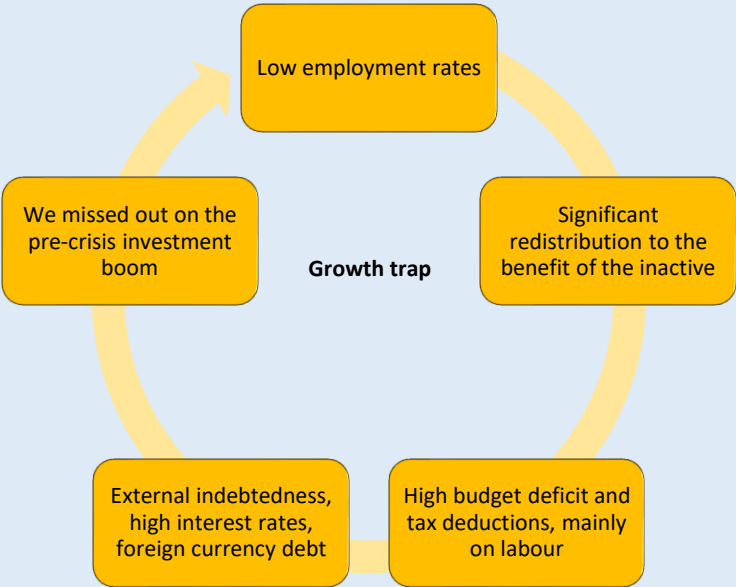 Low employment rates
Significant
redistribution to the
benefit of the inactive
High budget deficit and
tax deductions, mainly
on labour
External indebtedness,
high interest rates,
foreign currency debt
We missed out on the
pre-crisis investment
boom
Growth trap